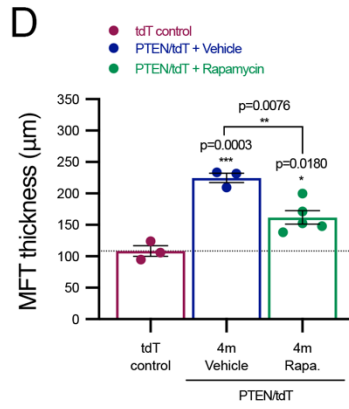 D
tdT control
PTEN/tdT + Vehicle
PTEN/tdT + Rapamycin
MFT thickness (µm)
350
300
250
200
150
100
50
0
p=0.0076
**
p=0.0003
***
p=0.0180
*
tdT control
4m Vehicle
4m Rapa.
PTEN/tdT